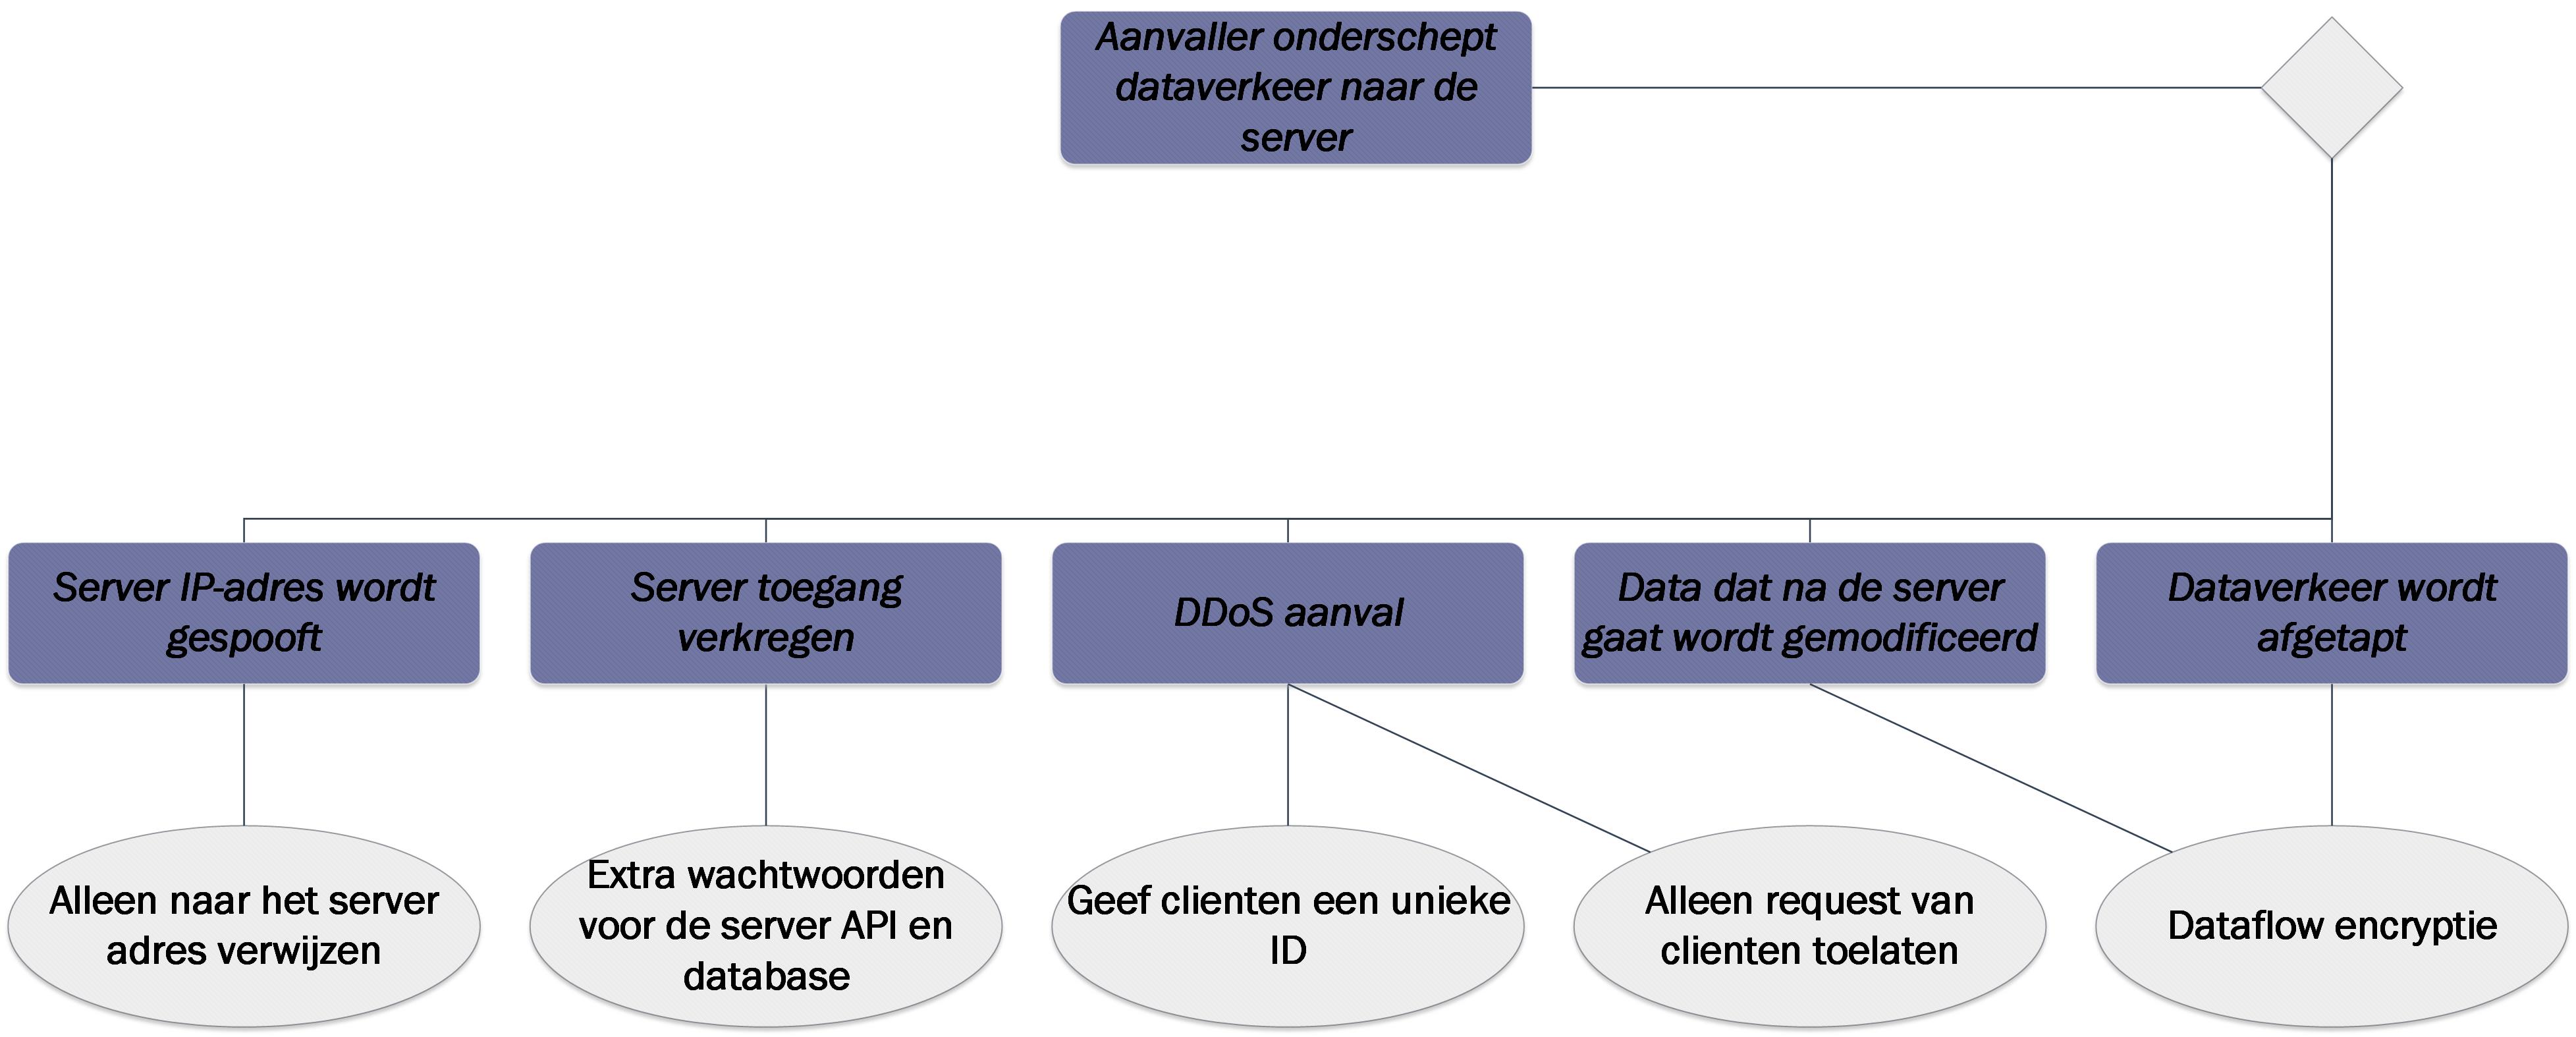 Aanvaller onderschept
dataverkeer naar de
server
Server IP-adres wordt
gespooft
Server toegang
verkregen
DDoS aanval
Data dat na de server
gaat wordt gemodificeerd
Dataverkeer wordt
afgetapt
Alleen naar het server
adres verwijzen
Extra wachtwoorden
voor de server API en
database
Geef clienten een unieke
ID
Alleen request van
clienten toelaten
Dataflow encryptie